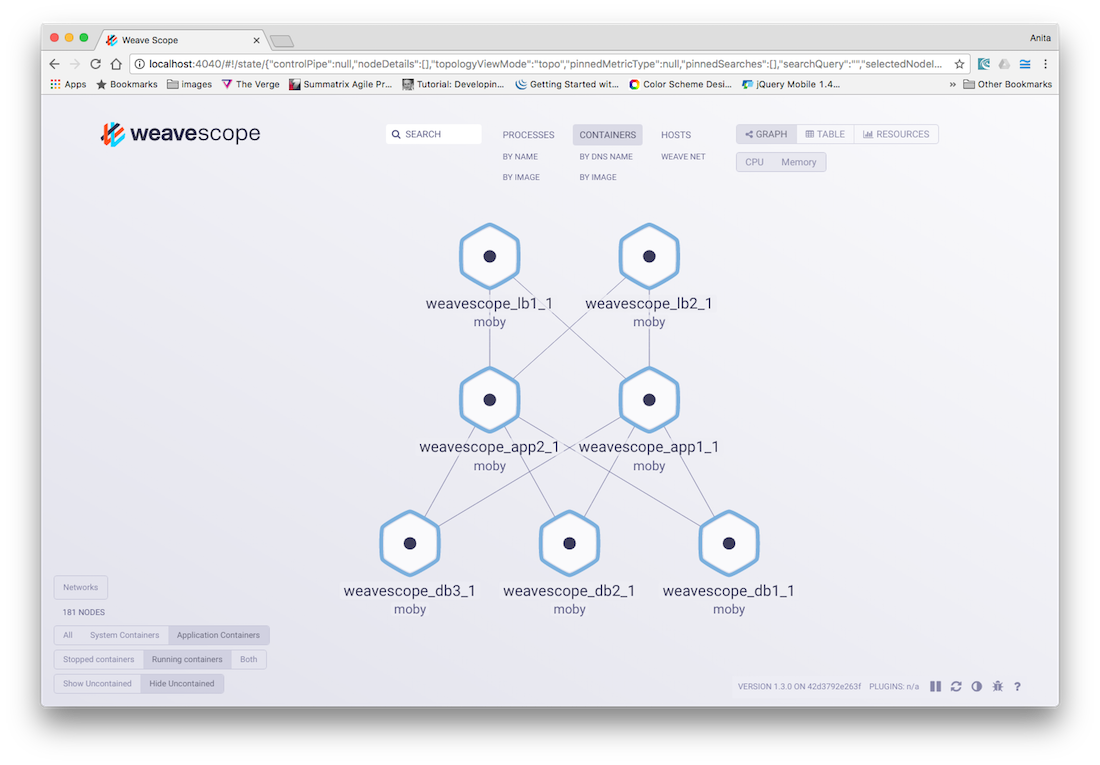 Weave Scope
Anita
localhost:4040/#!/state/{"controlPipe":null,"nodeDetails":[],"topologyViewMode":"topo","pinnedMetricType":null,"pinnedSearches":[],"searchQuery":"","selectedNodeI...
Apps Bookmarks images The Verge Summatrix Agile Pr... Tutorial: Developin... Getting Started wit... Color Scheme Desi... jQuery Mobile 1.4... » Other Bookmarks
weavescope
SEARCH
PROCESSES CONTAINERS HOSTS
GRAPH TABLE RESOURCES
BY NAME BY DNS NAME WEAVE NET
CPU Memory
BY IMAGE BY IMAGE
weavescope_lb1_1 weavescope_lb2_1
moby moby
weavescope_app2_1 weavescope_app1_1
moby moby
weavescope_db3_1 weavescope_db2_1 weavescope_db1_1
moby moby moby
Networks
181 NODES
All System Containers Application Containers
Stopped containers Running containers Both
Show Uncontained Hide Uncontained
VERSION 1.3.0 ON 42d3792e263f PLUGINS: n/a ?